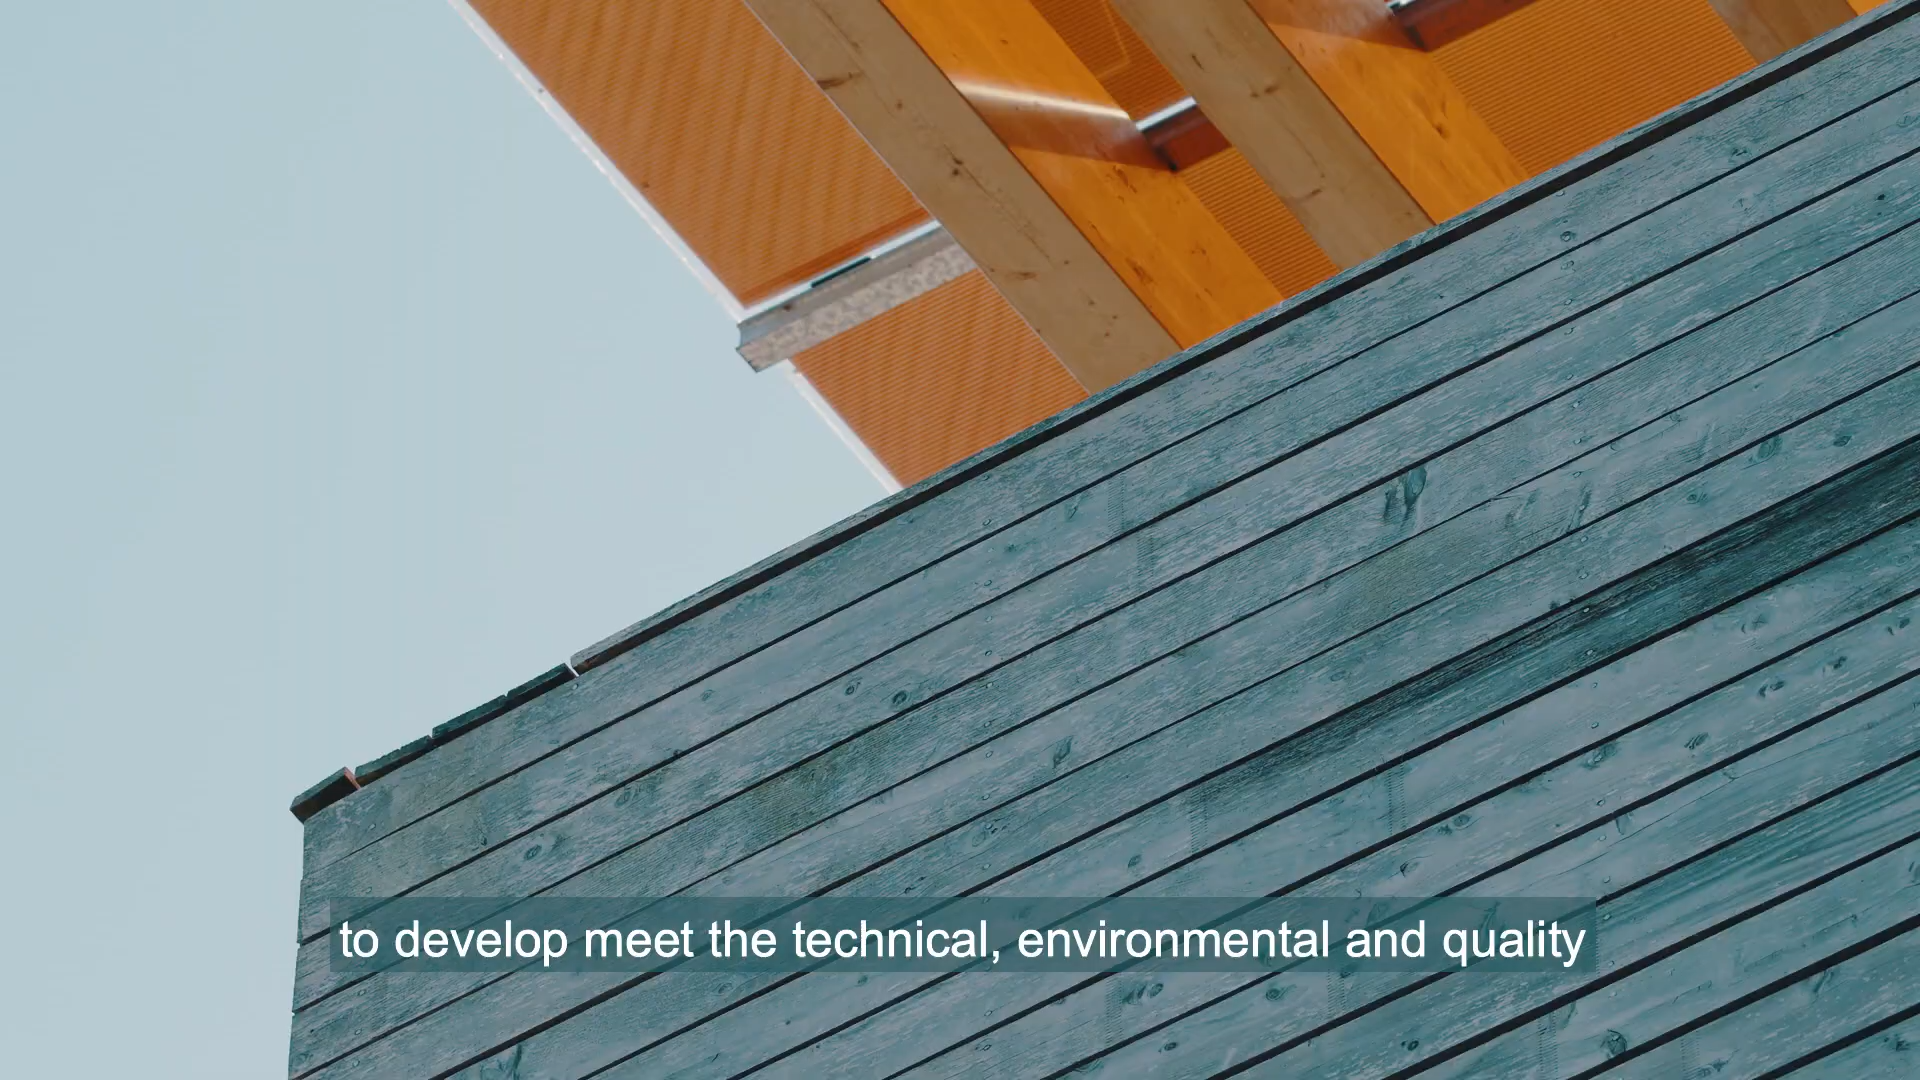 to develop meet the technical, environmental and quality